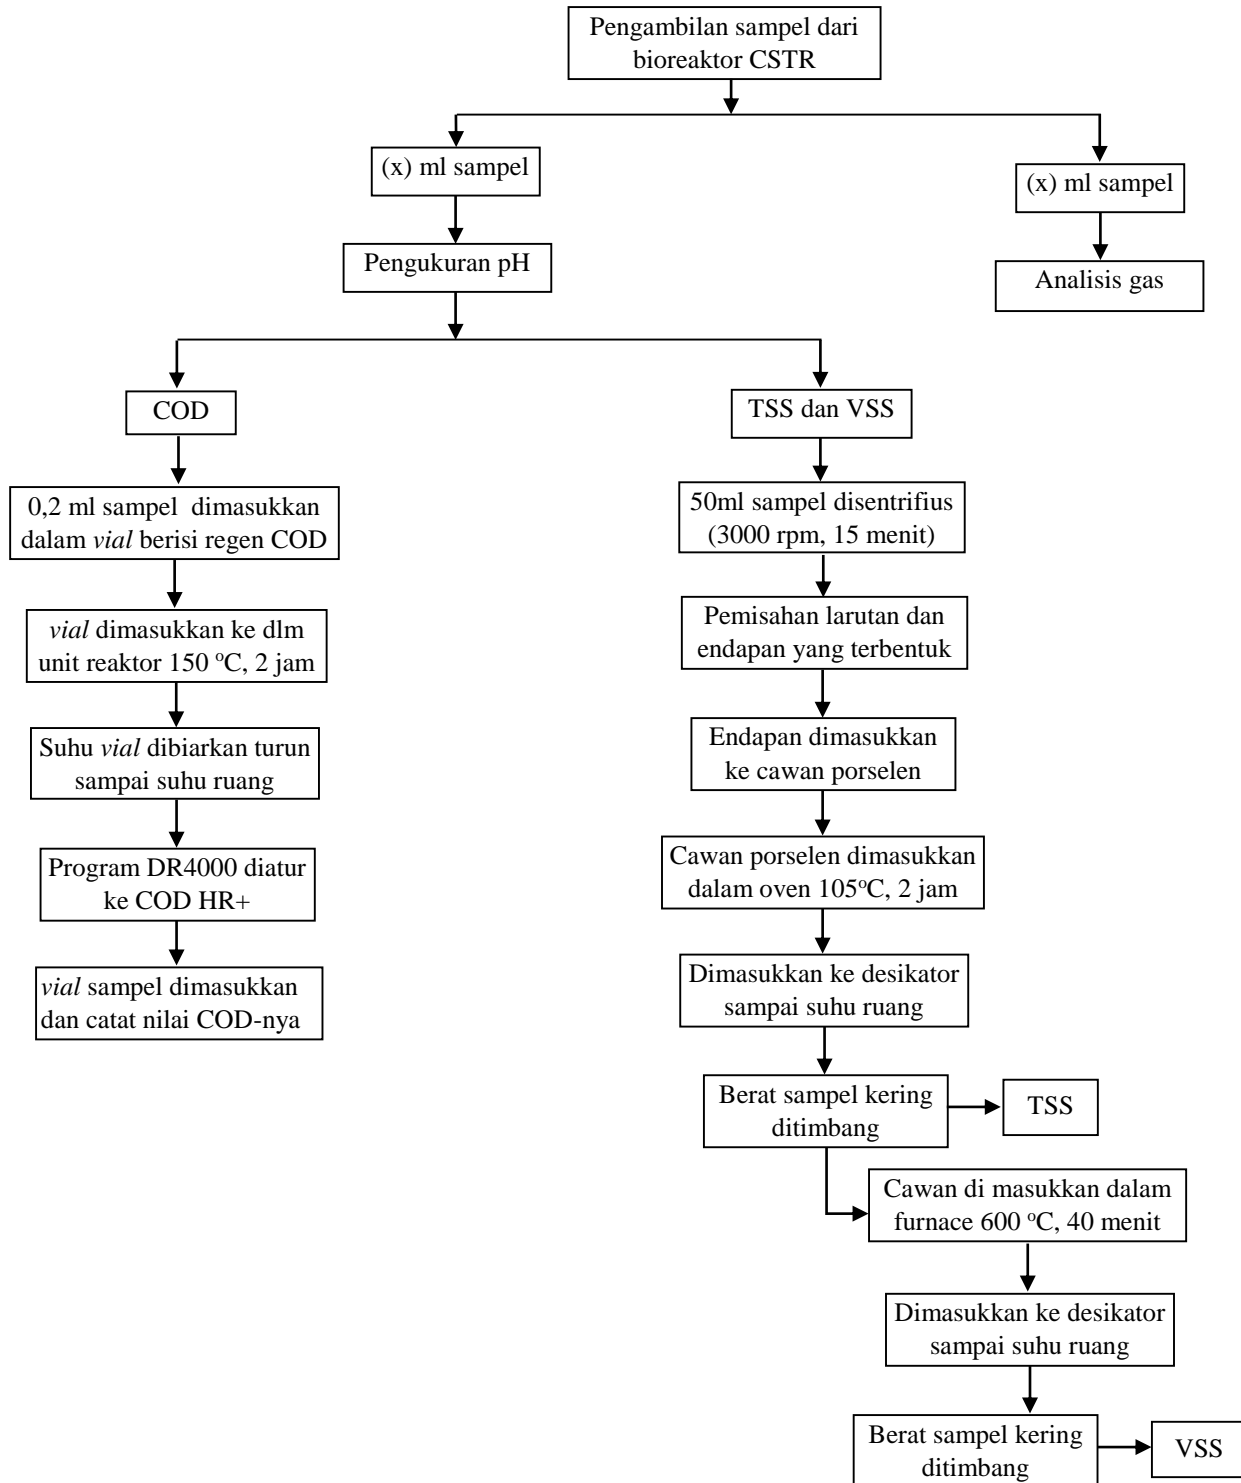 Pengambilan sampel dari
bioreaktor CSTR
(x) ml sampel
(x) ml sampel
Pengukuran pH
Analisis gas
COD
TSS dan VSS
0,2 ml sampel dimasukkan
dalam vial berisi regen COD
vial dimasukkan ke dlm
unit reaktor 150 °C, 2 jam
Suhu vial dibiarkan turun
sampai suhu ruang
Program DR4000 diatur
ke COD HR+
vial sampel dimasukkan
dan catat nilai COD-nya
50ml sampel disentrifius
(3000 rpm, 15 menit)
Pemisahan larutan dan
endapan yang terbentuk
Endapan dimasukkan
ke cawan porselen
Cawan porselen dimasukkan
dalam oven 105°C, 2 jam
Dimasukkan ke desikator
sampai suhu ruang
Berat sampel kering
ditimbang
TSS
Cawan di masukkan dalam
furnace 600 °C, 40 menit
Dimasukkan ke desikator
sampai suhu ruang
Berat sampel kering
ditimbang
VSS